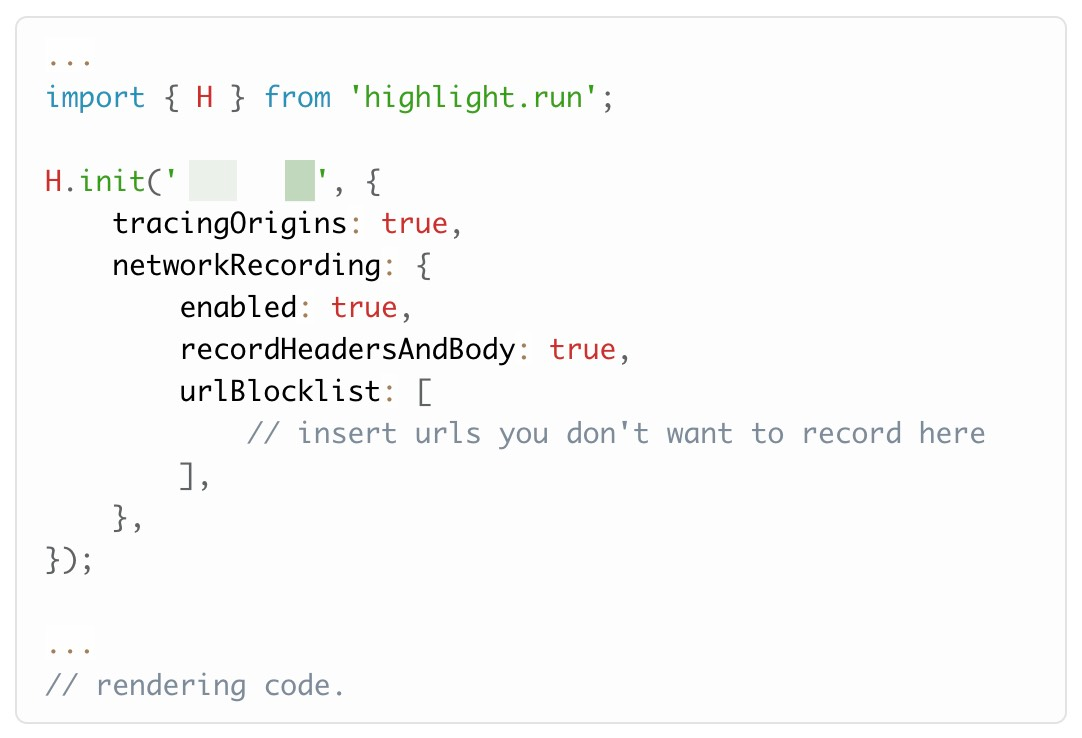 ...
import { H } from 'highlight.run';
H.init('', {
    tracingOrigins: true,
    networkRecording: {
        enabled: true,
        recordHeadersAndBody: true,
        urlBlocklist: [
            // insert urls you don't want to record here
        ],
    },
});
...
// rendering code.